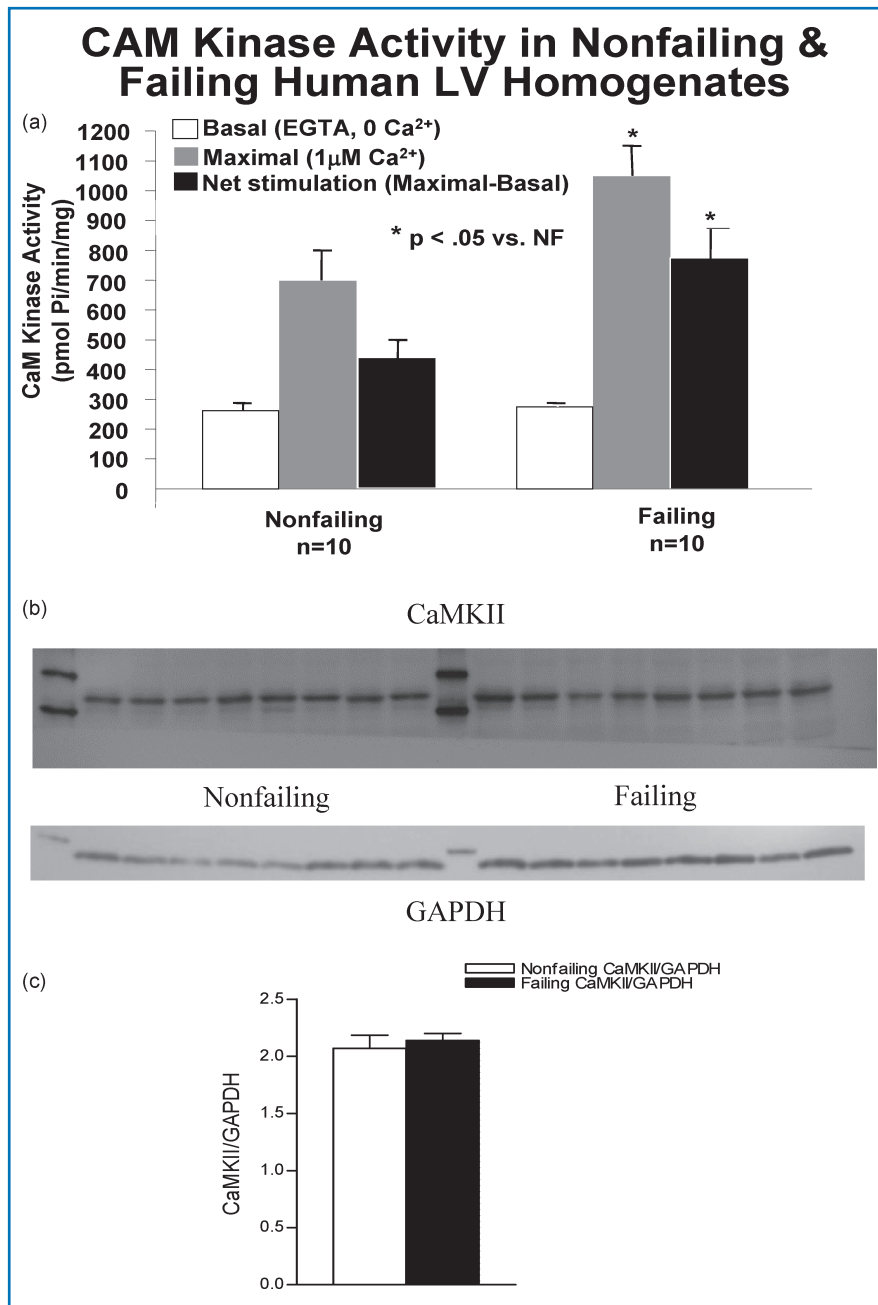 CAM Kinase Activity in Nonfailing &
Failing Human LV Homogenates
(a)
Basal (EGTA, 0 Ca²⁺)
Maximal (1µM Ca²⁺)
Net stimulation (Maximal-Basal)
* p < .05 vs. NF
*
*
CaM Kinase Activity
(pmol Pi/min/mg)
1200
1100
1000
900
800
700
600
500
400
300
200
100
0
Nonfailing
n=10
Failing
n=10
(b)
CaMKII
Nonfailing
Failing
GAPDH
(c)
Nonfailing CaMKII/GAPDH
Failing CaMKII/GAPDH
CaMKII/GAPDH
2.5
2.0
1.5
1.0
0.5
0.0